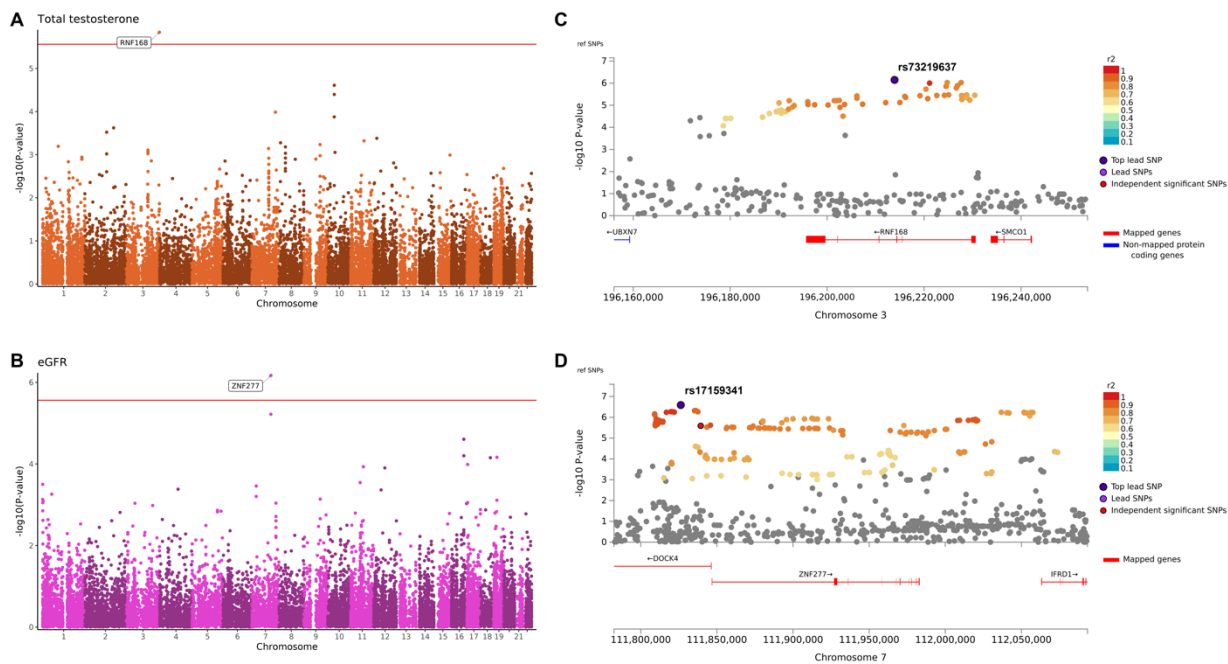 A
Total testosterone
RNF168
-log10(P-value)
5
4
3
2
1
0
1 2 3 4 5 6 7 8 9 10 11 12 13 14 15 16 17 18 19 21
Chromosome
B
eGFR
ZNF277
-log10(P-value)
6
4
2
0
1 2 3 4 5 6 7 8 9 10 11 12 13 14 15 16 17 18 19 21
Chromosome
C
ref SNPs
rs73219637
-log10 P-value
7
6
5
4
3
2
1
0
←UBXN7
←RNF168
←SMCO1
196,160,000 196,180,000 196,200,000 196,220,000 196,240,000
Chromosome 3
r2
1
0.9
0.8
0.7
0.6
0.5
0.4
0.3
0.2
0.1
Top lead SNP
Lead SNPs
Independent significant SNPs
Mapped genes
Non-mapped protein
coding genes
D
ref SNPs
rs17159341
-log10 P-value
7
6
5
4
3
2
1
0
←DOCK4
ZNF277→
IFRD1→
111,800,000 111,850,000 111,900,000 111,950,000 112,000,000 112,050,000
Chromosome 7
r2
1
0.9
0.8
0.7
0.6
0.5
0.4
0.3
0.2
0.1
Top lead SNP
Lead SNPs
Independent significant SNPs
Mapped genes